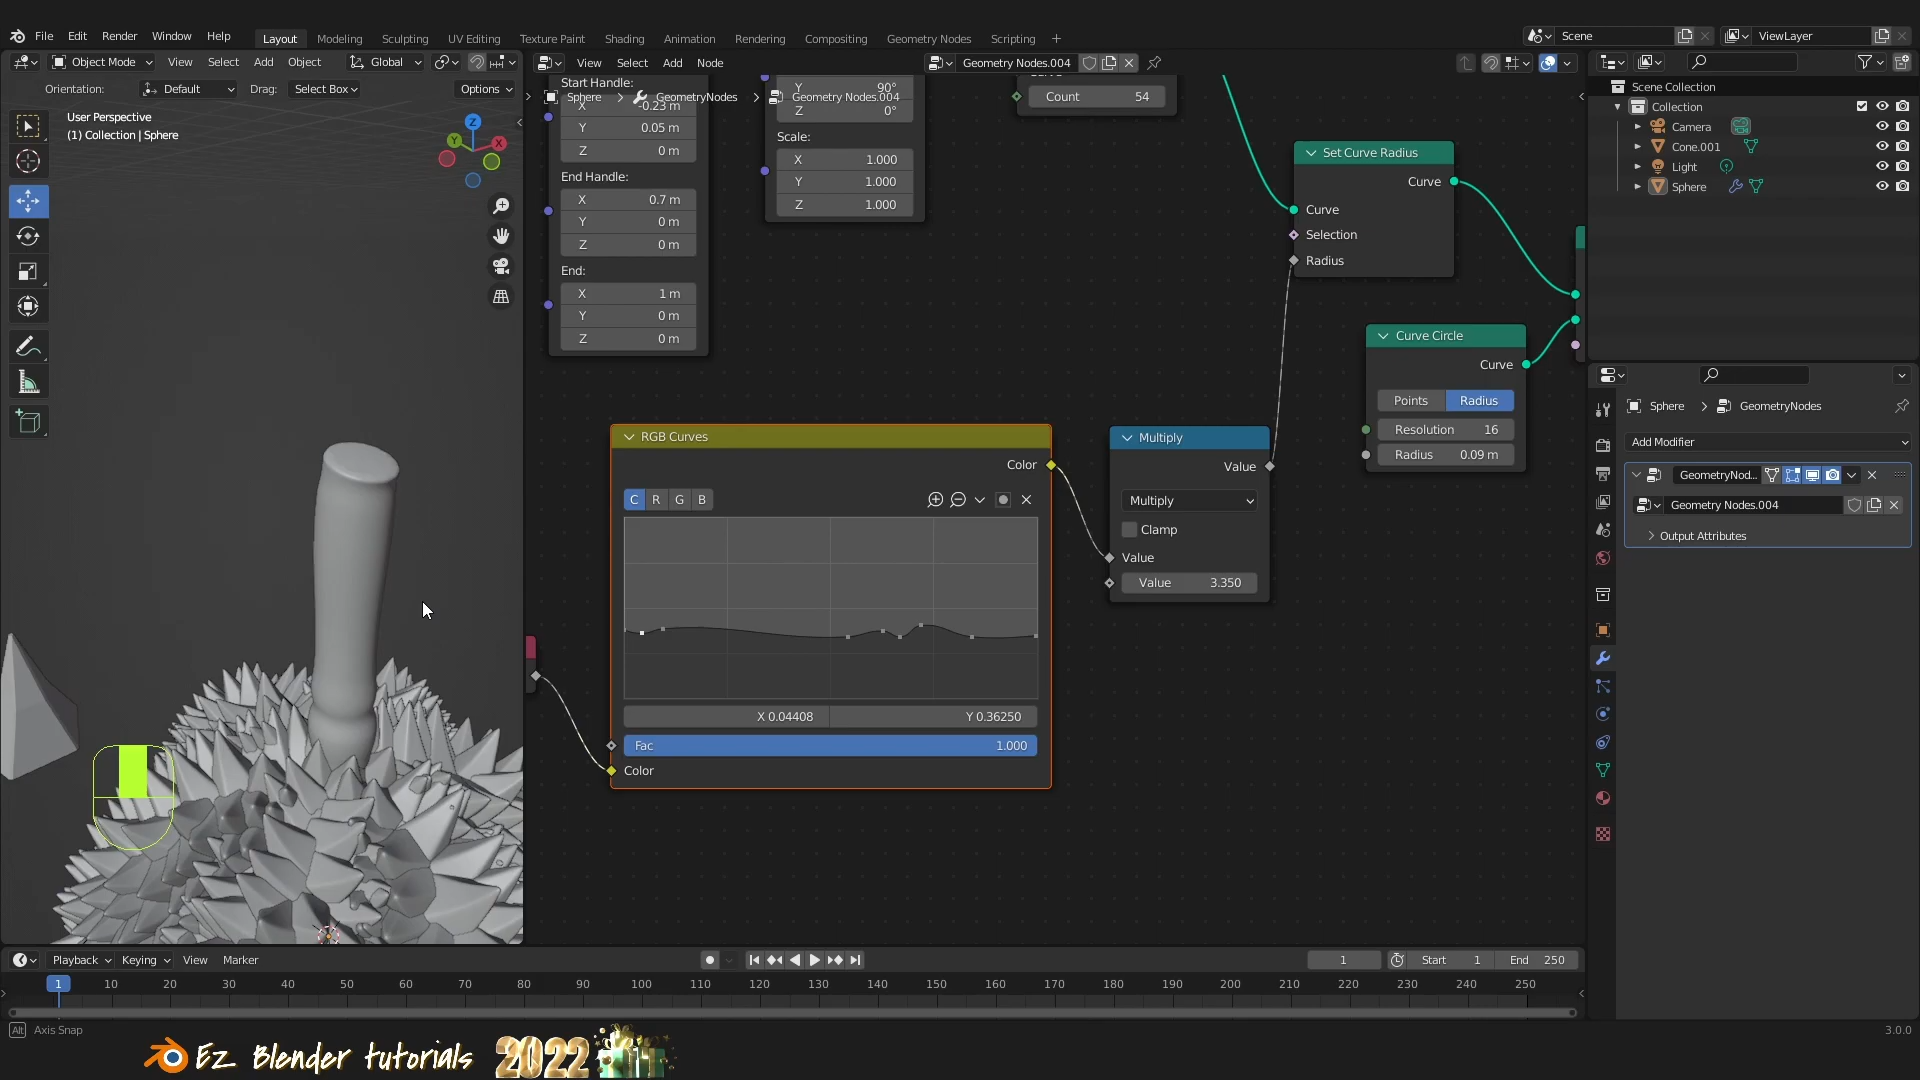 File Edit Render Window Help Layout Modeling Sculpting UV Editing Texture Paint Shading Animation Rendering Compositing Geometry Nodes Scripting + Scene ViewLayer
Object Mode View Select Add Object Global View Select Add Node Geometry Nodes.004
Orientation: Default Drag: Select Box Options
User Perspective
(1) Collection | Sphere
Start Handle:
Sphere > GeometryNodes > Geometry Nodes.004
X -0.23 m
Y 0.05 m
Z 0 m
End Handle:
X 0.7 m
Y 0 m
Z 0 m
End:
X 1 m
Y 0 m
Z 0 m
Y 90°
Z 0°
Scale:
X 1.000
Y 1.000
Z 1.000
Count 54
Set Curve Radius
Curve
Curve
Selection
Radius
Curve Circle
Curve
Points Radius
Resolution 16
Radius 0.09 m
RGB Curves
Color
C R G B
X 0.04408 Y 0.36250
Fac 1.000
Color
Multiply
Value
Multiply
Clamp
Value
Value 3.350
Scene Collection
Collection
Camera
Cone.001
Light
Sphere
Sphere > GeometryNodes
Add Modifier
GeometryNod...
Geometry Nodes.004
Output Attributes
Z
Y
X
Playback Keying View Marker 1 Start 1 End 250
1 10 20 30 40 50 60 70 80 90 100 110 120 130 140 150 160 170 180 190 200 210 220 230 240 250
Alt Axis Snap 3.0.0
Ez Blender tutorials 2022